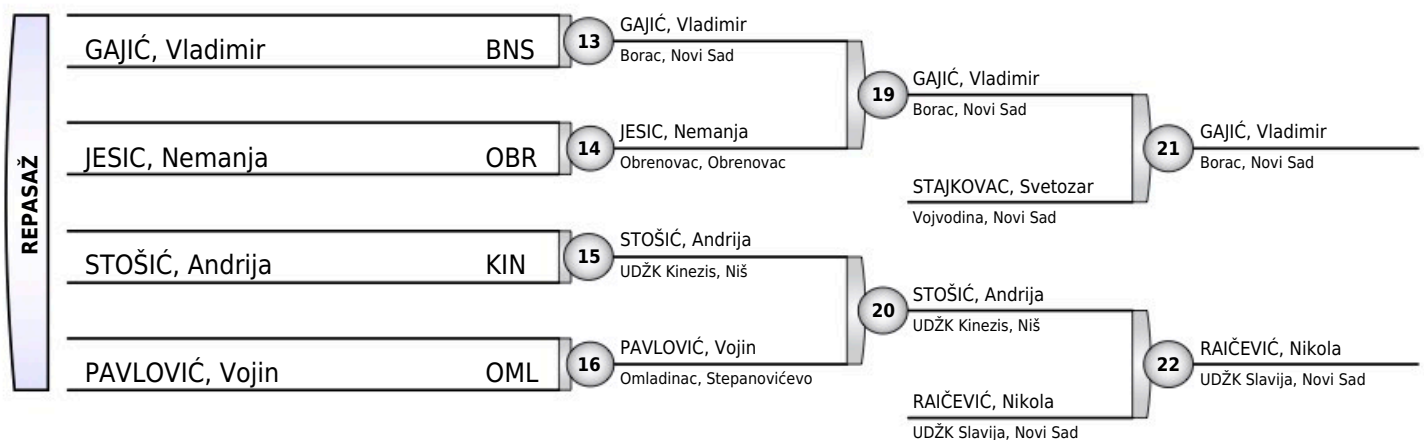 REPASAŽ
GAJIĆ, Vladimir BNS
JESIC, Nemanja OBR
STOŠIĆ, Andrija KIN
PAVLOVIĆ, Vojin OML
13
GAJIĆ, Vladimir
Borac, Novi Sad
14
JESIC, Nemanja
Obrenovac, Obrenovac
15
STOŠIĆ, Andrija
UDŽK Kinezis, Niš
16
PAVLOVIĆ, Vojin
Omladinac, Stepanovićevo
19
GAJIĆ, Vladimir
Borac, Novi Sad
STAJKOVAC, Svetozar
Vojvodina, Novi Sad
20
STOŠIĆ, Andrija
UDŽK Kinezis, Niš
RAIČEVIĆ, Nikola
UDŽK Slavija, Novi Sad
21
GAJIĆ, Vladimir
Borac, Novi Sad
22
RAIČEVIĆ, Nikola
UDŽK Slavija, Novi Sad